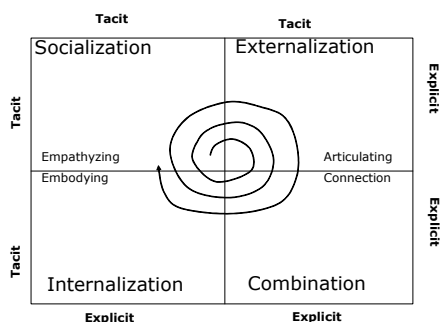 Tacit
Tacit
Socialization
Externalization
Explicit
Tacit
Empathyzing
Articulating
Embodying
Connection
Explicit
Tacit
Internalization
Combination
Explicit
Explicit